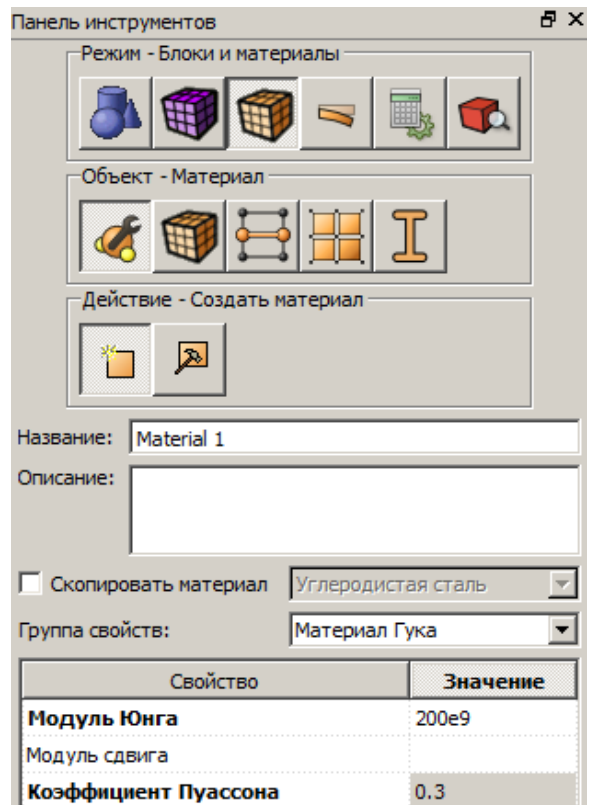 Панель инструментов
Режим - Блоки и материалы
Объект - Материал
Действие - Создать материал
Название: Material 1
Описание:
Скопировать материал Углеродистая сталь
Группа свойств: Материал Гука
Свойство Значение
Модуль Юнга 200e9
Модуль сдвига
Коэффициент Пуассона 0.3